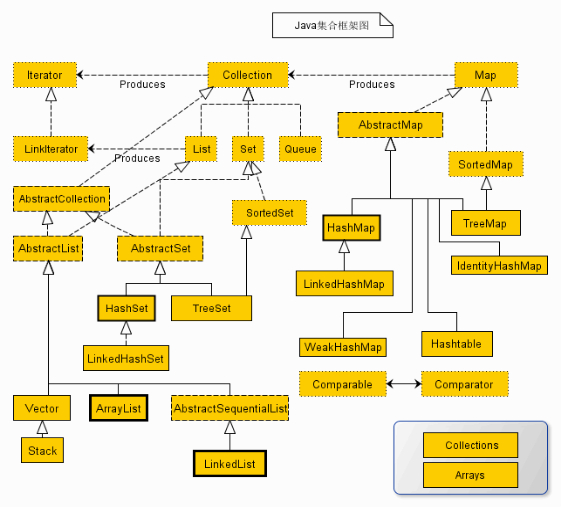 Java集合框架图
Iterator
Collection
Map
Produces
Produces
AbstractMap
LinkIterator
Produces
List
Set
Queue
SortedMap
AbstractCollection
SortedSet
TreeMap
AbstractList
AbstractSet
HashMap
IdentityHashMap
HashSet
TreeSet
LinkedHashMap
LinkedHashSet
WeakHashMap
Hashtable
Comparable
Comparator
Vector
ArrayList
AbstractSequentialList
Stack
LinkedList
Collections
Arrays